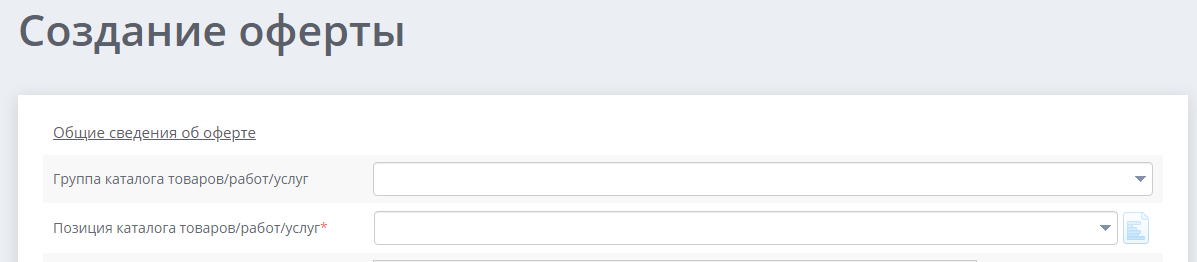 Создание оферты
Общие сведения об оферте
Группа каталога товаров/работ/услуг
Позиция каталога товаров/работ/услуг*